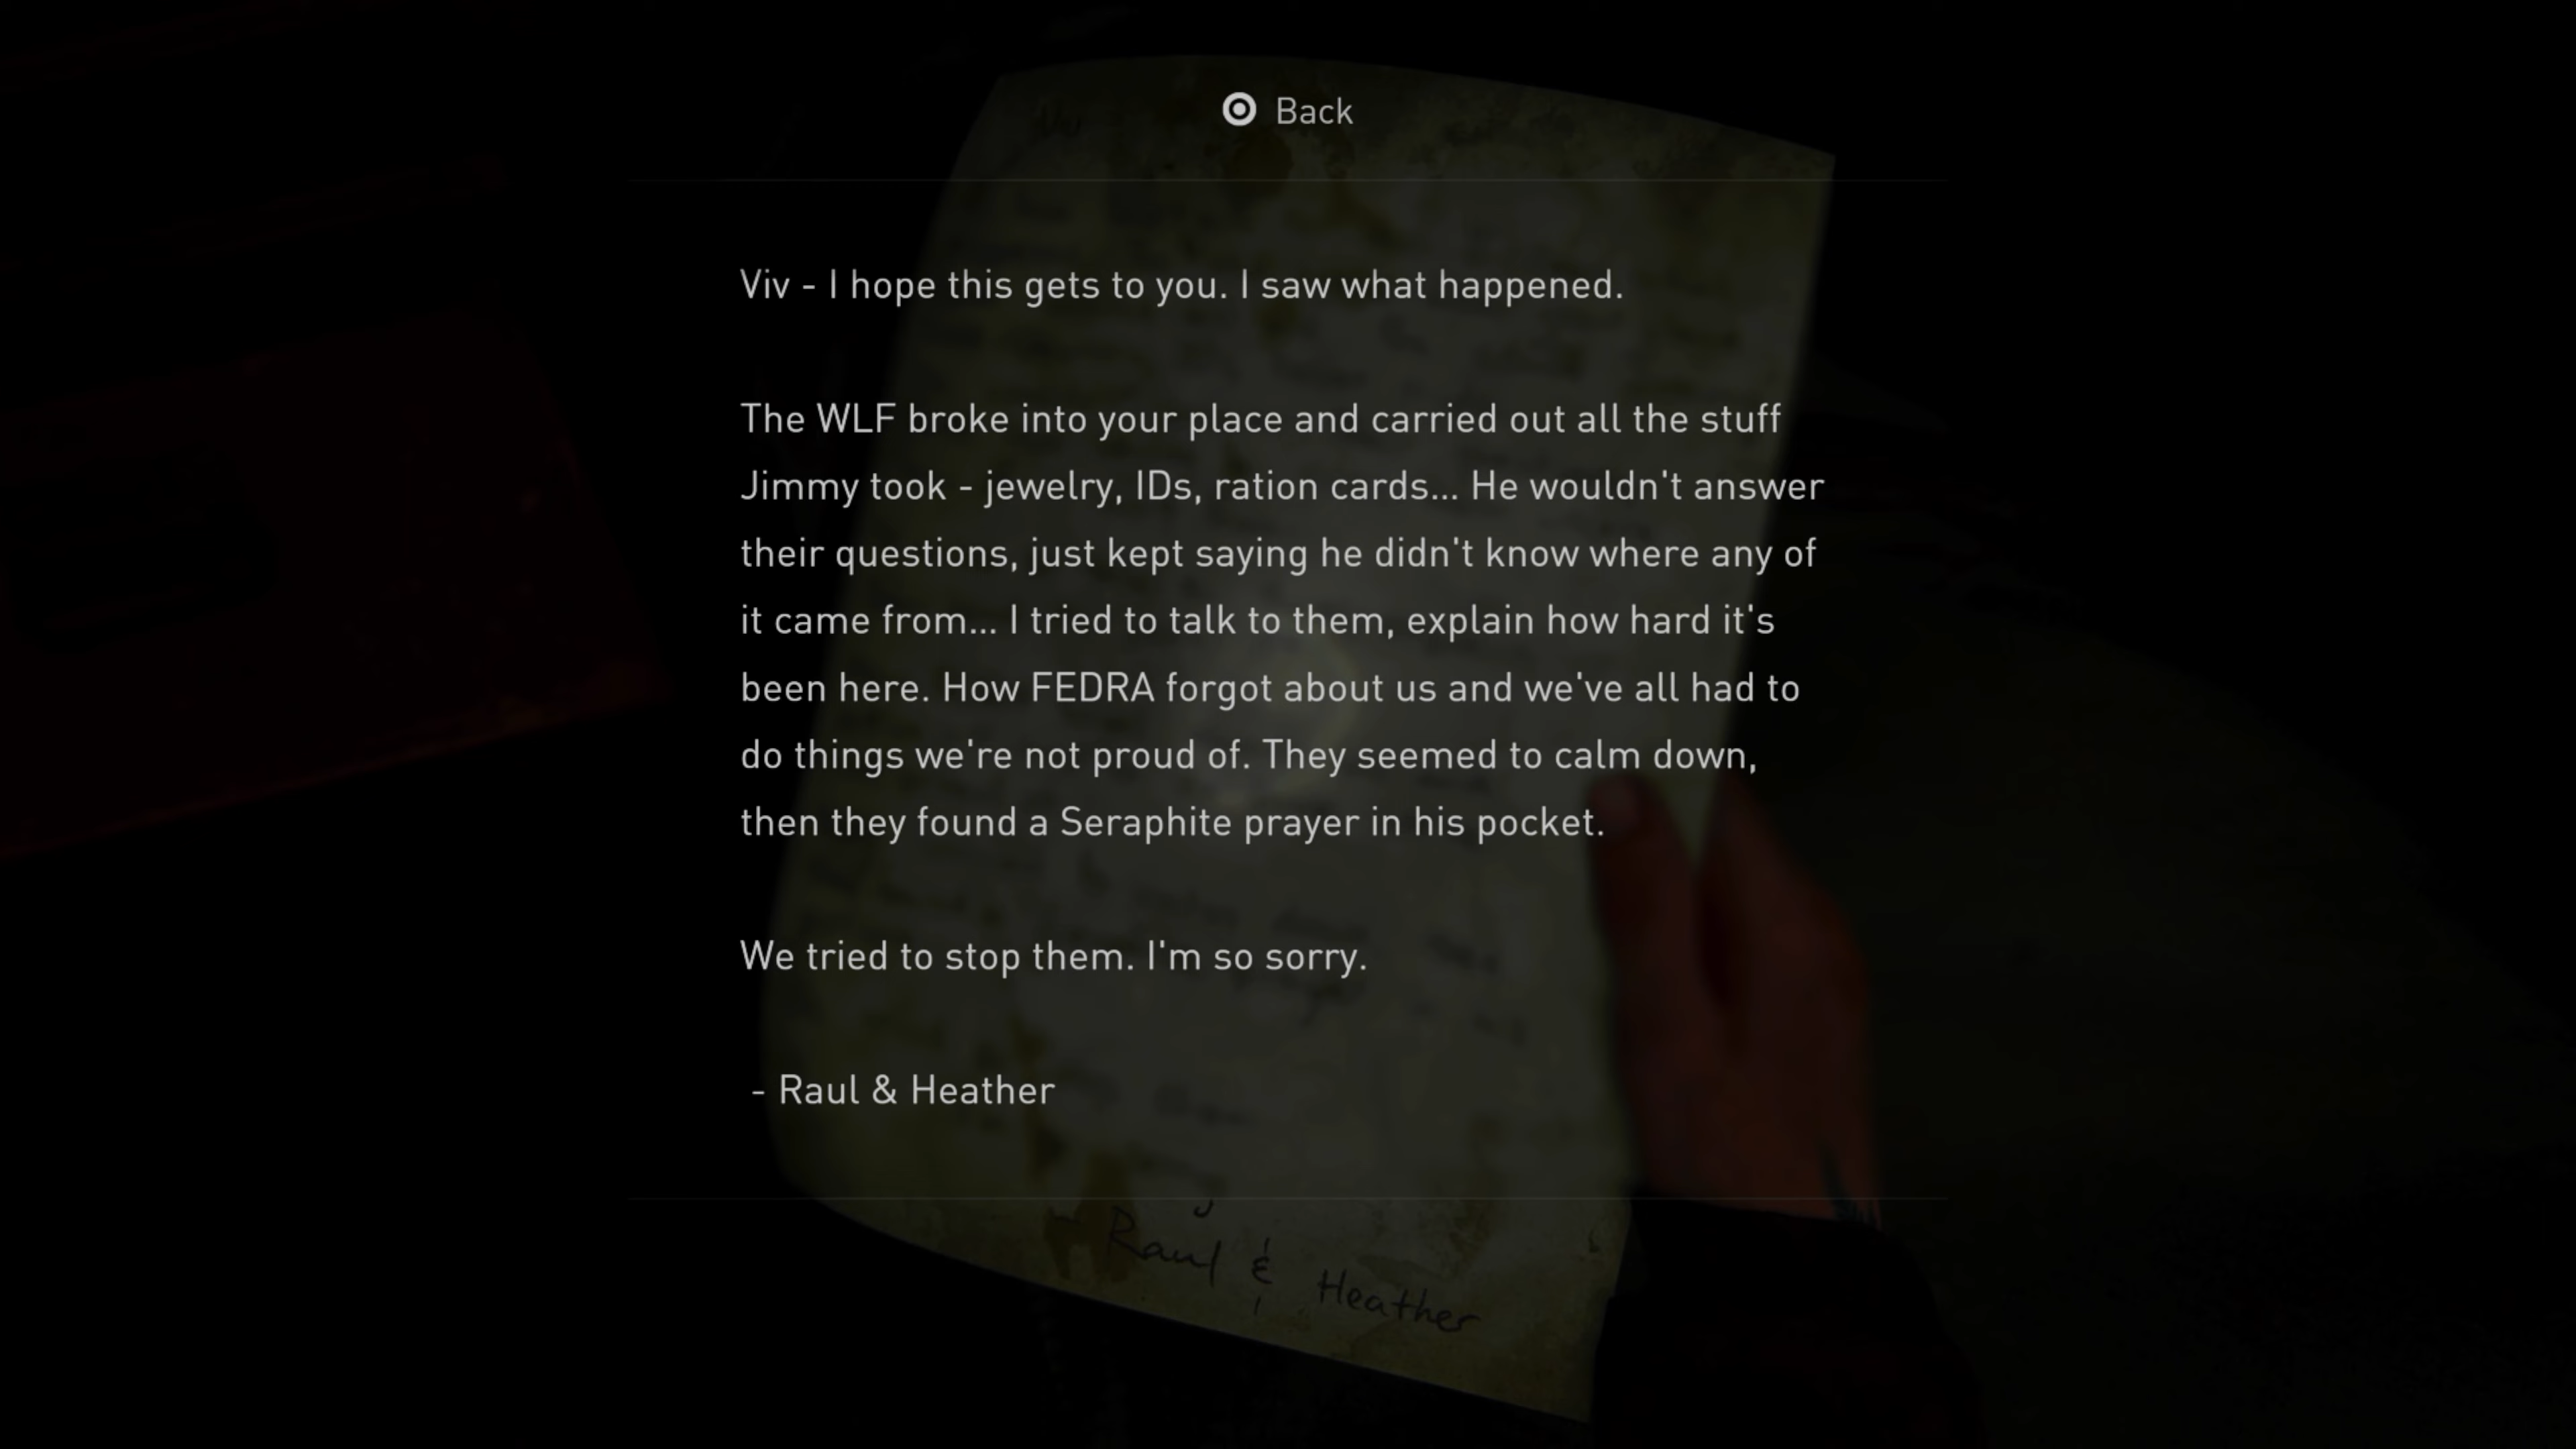 Back
Viv - I hope this gets to you. I saw what happened.
The WLF broke into your place and carried out all the stuff
Jimmy took - jewelry, IDs, ration cards... He wouldn't answer
their questions, just kept saying he didn't know where any of
it came from... I tried to talk to them, explain how hard it's
been here. How FEDRA forgot about us and we've all had to
do things we're not proud of. They seemed to calm down,
then they found a Seraphite prayer in his pocket.
We tried to stop them. I'm so sorry.
- Raul & Heather
Raul & Heather